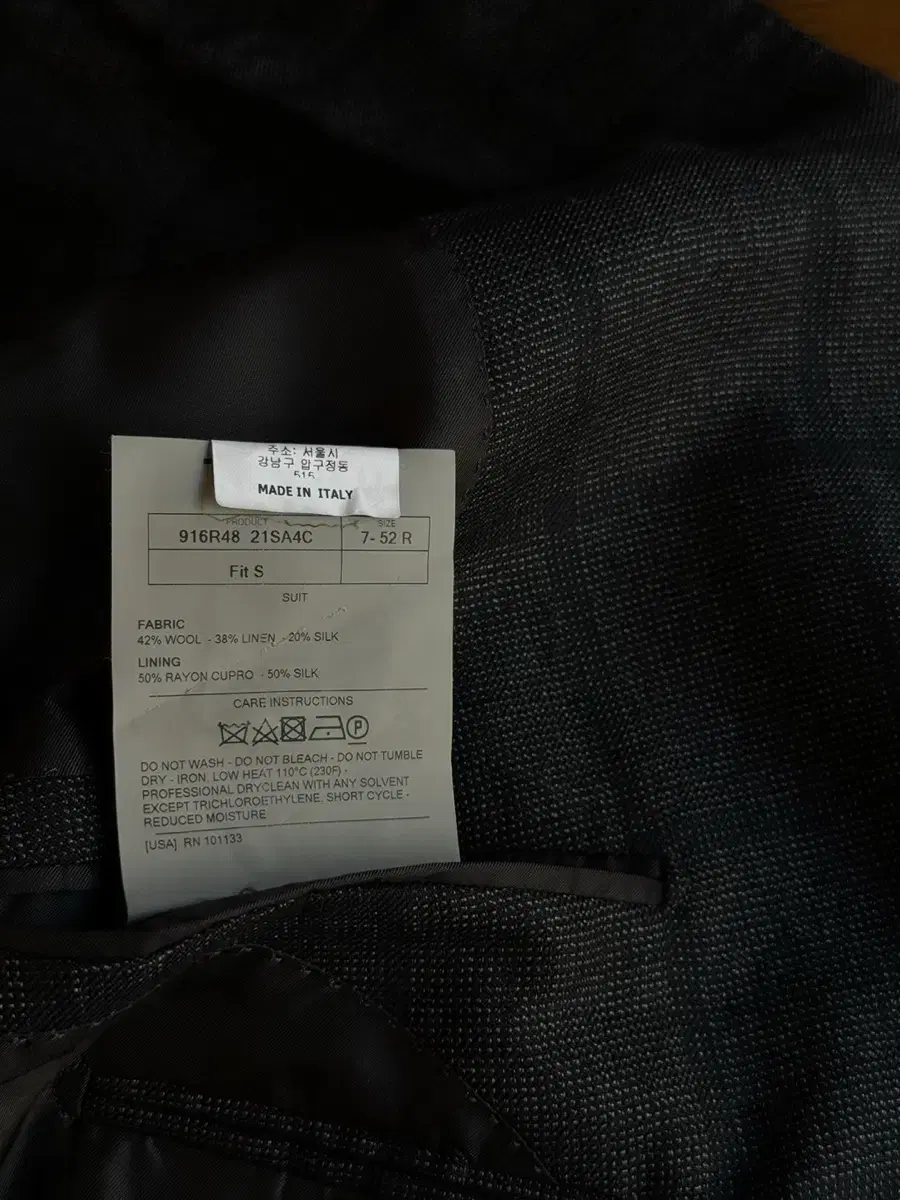 주소: 서울시
강남구 압구정동
515
MADE IN ITALY
PRODUCT SIZE
916R48 21SA4C 7- 52 R
Fit S
SUIT
FABRIC
42% WOOL - 38% LINEN - 20% SILK
LINING
50% RAYON CUPRO - 50% SILK
CARE INSTRUCTIONS
P
DO NOT WASH - DO NOT BLEACH - DO NOT TUMBLE
DRY - IRON, LOW HEAT 110°C (230F) -
PROFESSIONAL DRYCLEAN WITH ANY SOLVENT
EXCEPT TRICHLOROETHYLENE, SHORT CYCLE -
REDUCED MOISTURE
[USA] RN 101133